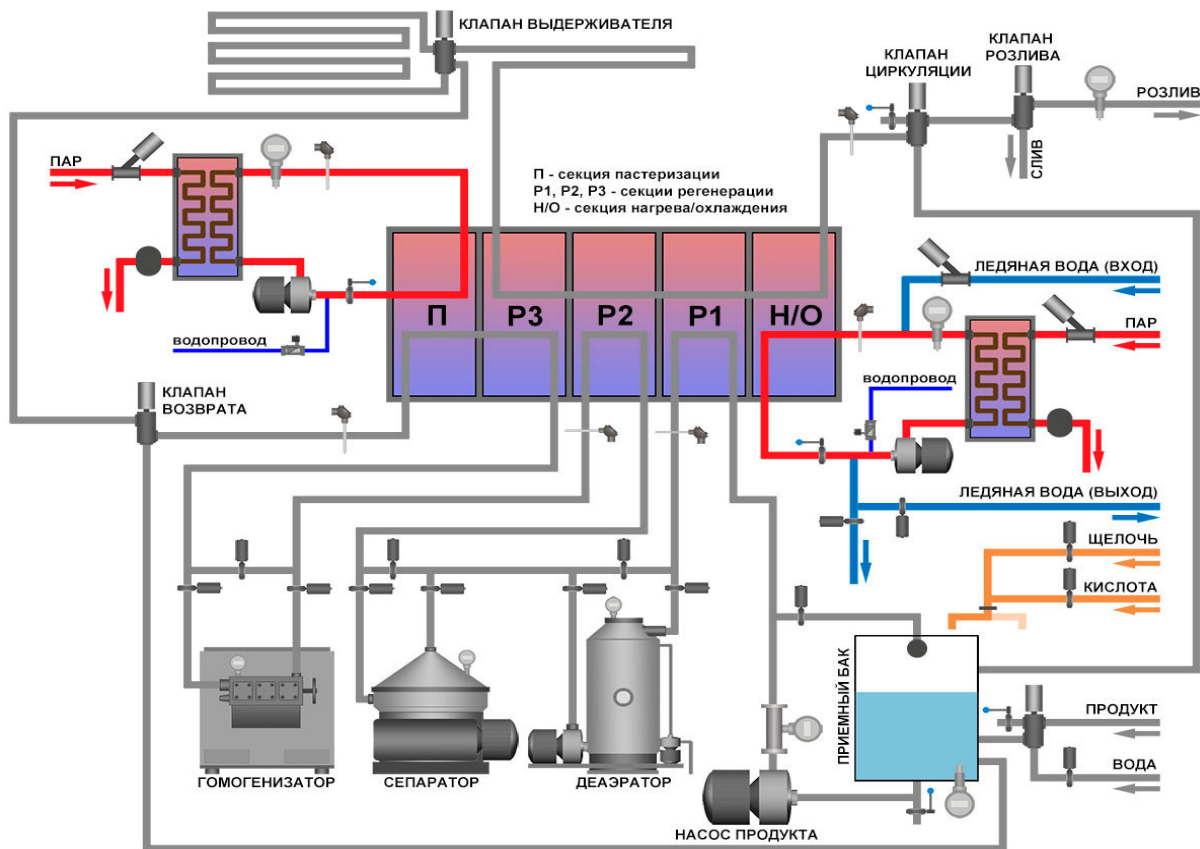 КЛАПАН ВЫДЕРЖИВАТЕЛЯ
КЛАПАН
ЦИРКУЛЯЦИИ
КЛАПАН
РОЗЛИВА
РОЗЛИВ
СЛИВ
ПАР
П - секция пастеризации
Р1, Р2, Р3 - секции регенерации
Н/О - секция нагрева/охлаждения
П
Р3
Р2
Р1
Н/О
ЛЕДЯНАЯ ВОДА (ВХОД)
ПАР
водопровод
водопровод
КЛАПАН
ВОЗВРАТА
ЛЕДЯНАЯ ВОДА (ВЫХОД)
ЩЕЛОЧЬ
КИСЛОТА
ПРИЕМНЫЙ БАК
ПРОДУКТ
ВОДА
ГОМОГЕНИЗАТОР
СЕПАРАТОР
ДЕАЭРАТОР
НАСОС ПРОДУКТА